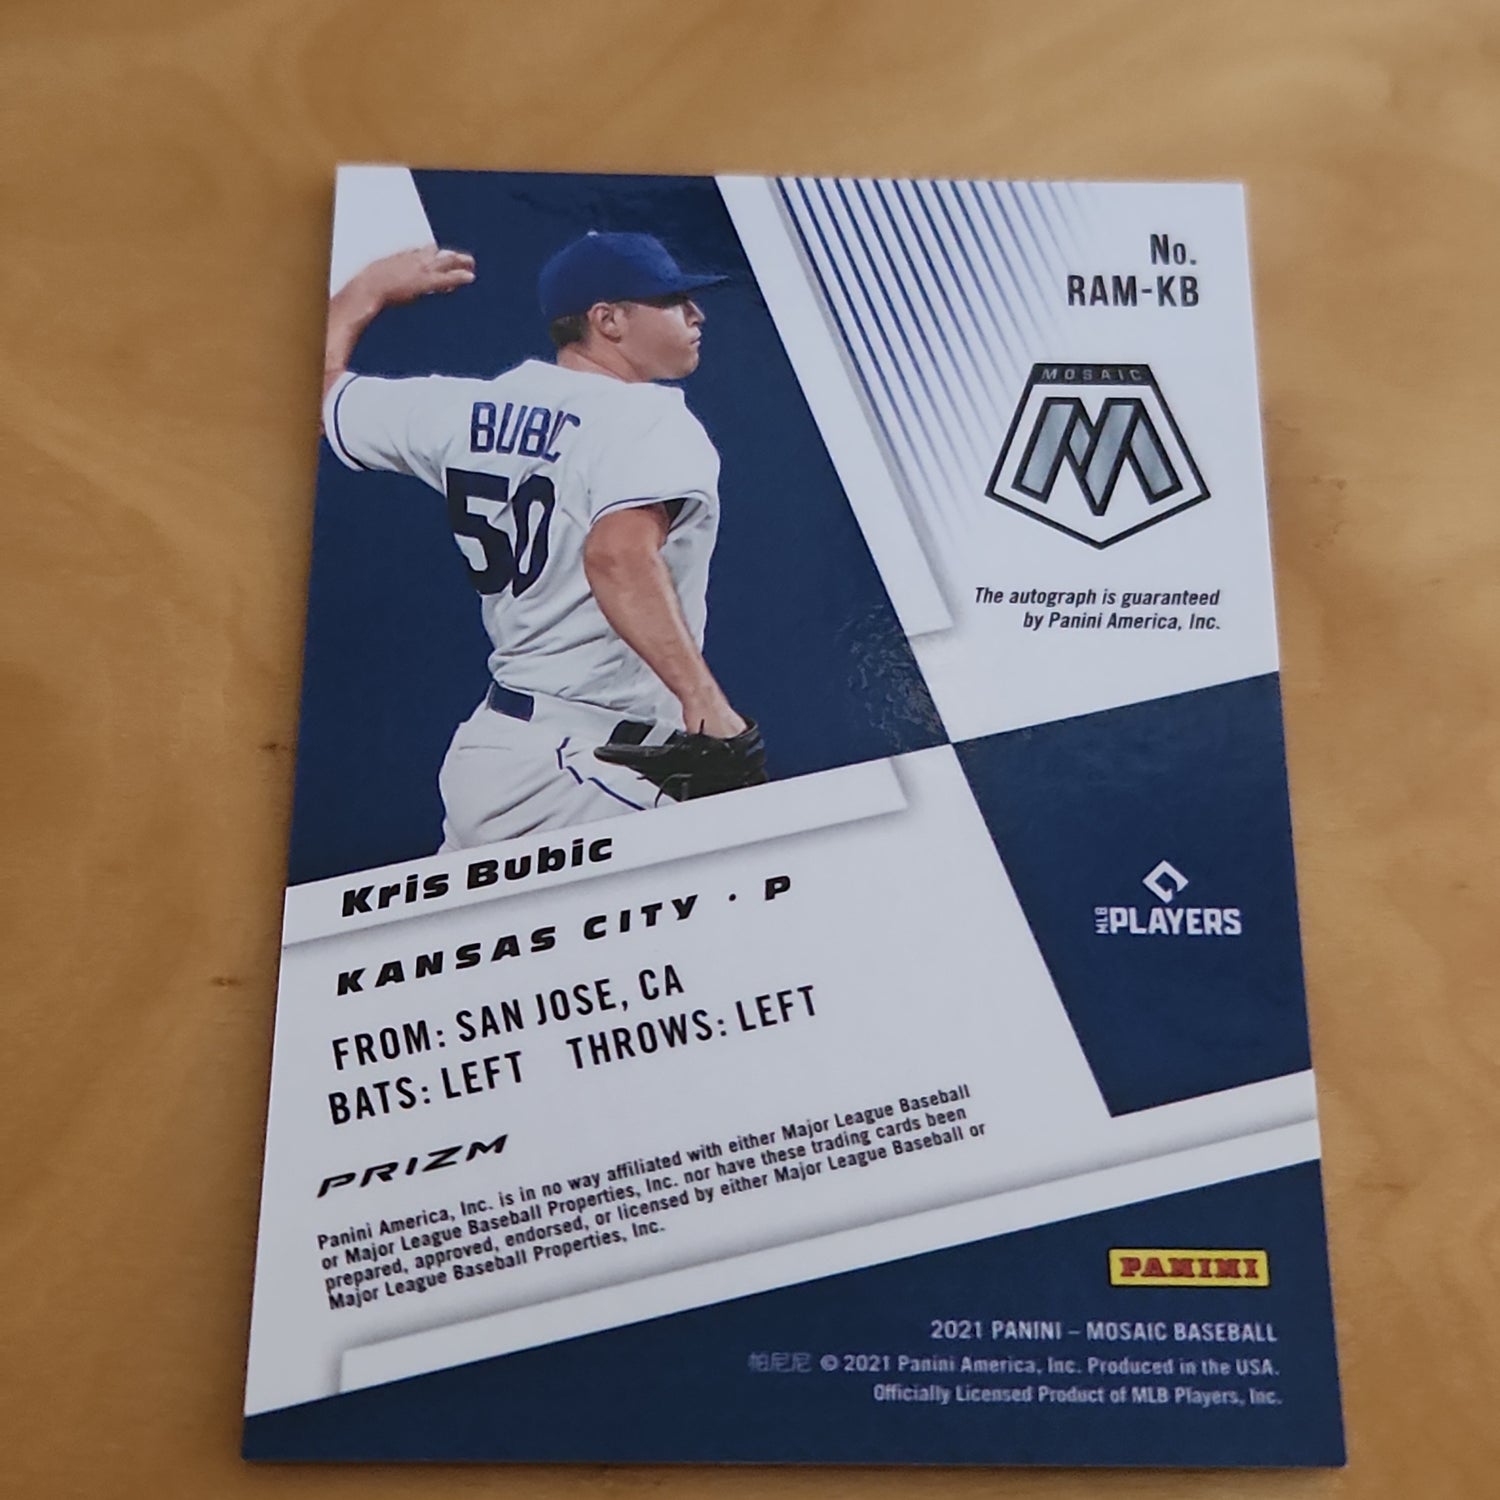 No.
RAM-KB
MOSAIC
BUBIC
50
The autograph is guaranteed
by Panini America, Inc.
Kris Bubic
KANSAS CITY · P
FROM: SAN JOSE, CA
BATS: LEFT THROWS: LEFT
PRIZM
Panini America, Inc. is in no way affiliated with either Major League Baseball
or Major League Baseball Properties, Inc. nor have these trading cards been
prepared, approved, endorsed, or licensed by either Major League Baseball or
Major League Baseball Properties, Inc.
MLB PLAYERS
PANINI
2021 PANINI – MOSAIC BASEBALL
帕尼尼 © 2021 Panini America, Inc. Produced in the USA.
Officially Licensed Product of MLB Players, Inc.